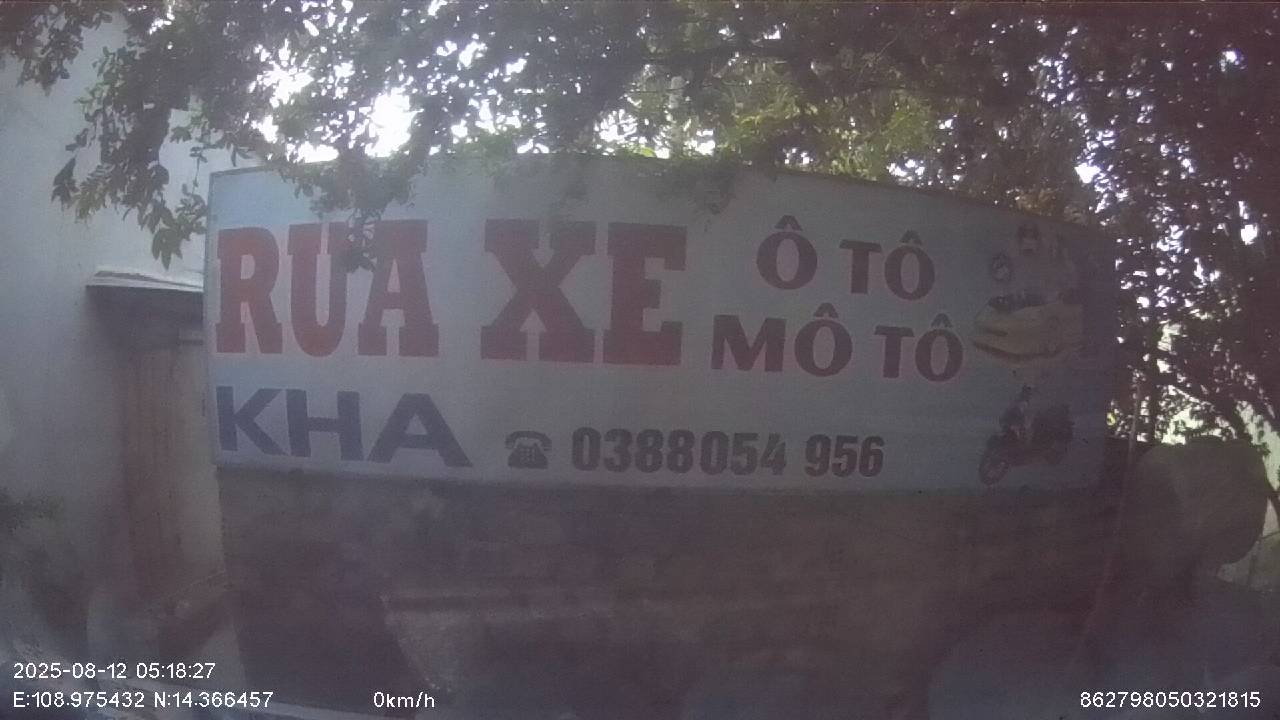 RUA XE
Ô TÔ
MÔ TÔ
KHA
0388054 956
2025-08-12 05:18:27
E:108.975432 N:14.366457
0km/h
862798050321815